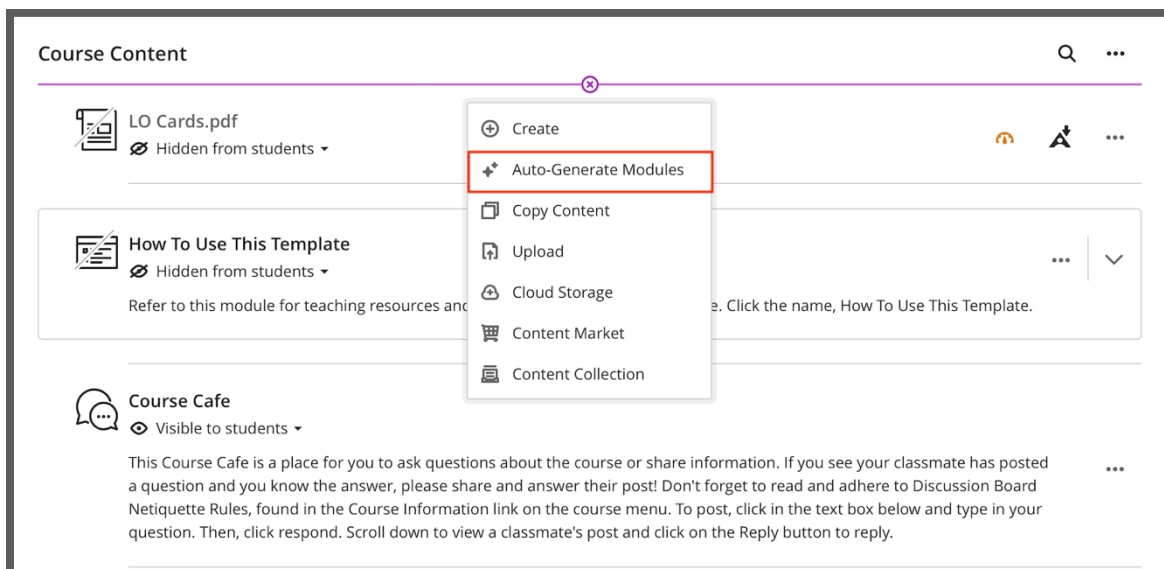 Course Content
LO Cards.pdf
Hidden from students
Create
Auto-Generate Modules
Copy Content
Upload
Cloud Storage
Content Market
Content Collection
How To Use This Template
Hidden from students
Refer to this module for teaching resources and e. Click the name, How To Use This Template.
Course Cafe
Visible to students
This Course Cafe is a place for you to ask questions about the course or share information. If you see your classmate has posted
a question and you know the answer, please share and answer their post! Don't forget to read and adhere to Discussion Board
Netiquette Rules, found in the Course Information link on the course menu. To post, click in the text box below and type in your
question. Then, click respond. Scroll down to view a classmate's post and click on the Reply button to reply.